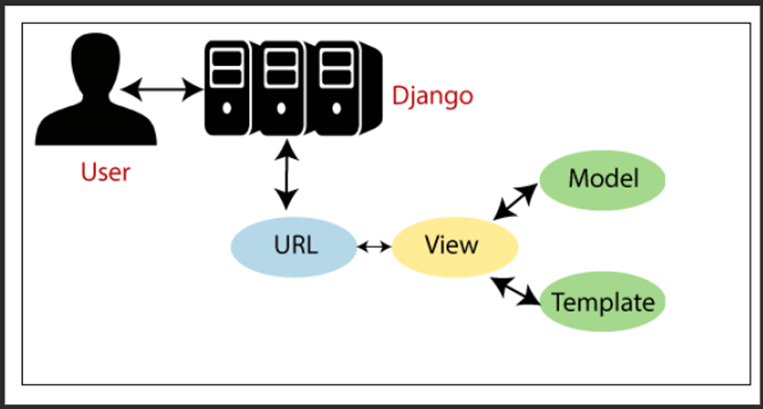 Django
User
Model
URL
View
Template